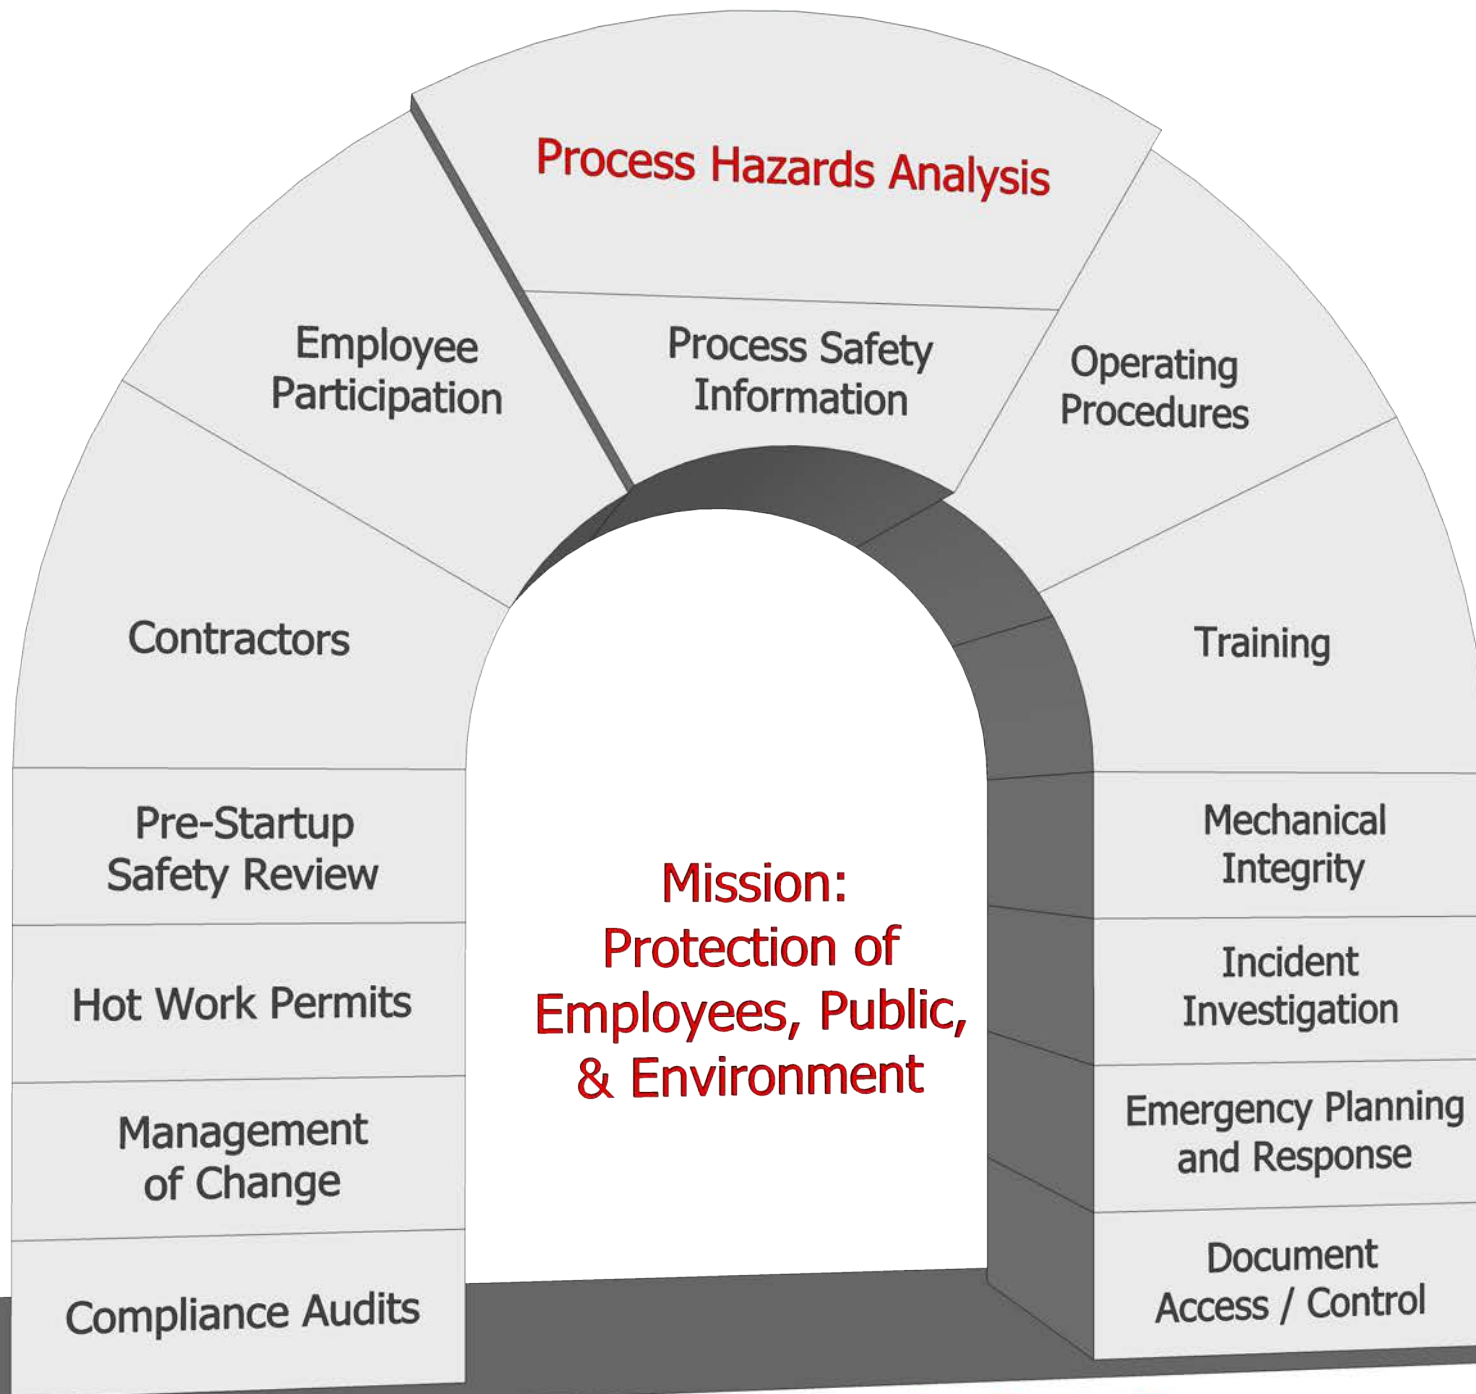 Process Hazards Analysis
Process Safety
Information
Employee
Participation
Operating
Procedures
Contractors
Training
Pre-Startup
Safety Review
Mechanical
Integrity
Hot Work Permits
Incident
Investigation
Management
of Change
Emergency Planning
and Response
Compliance Audits
Document
Access / Control
Mission:
Protection of
Employees, Public,
& Environment